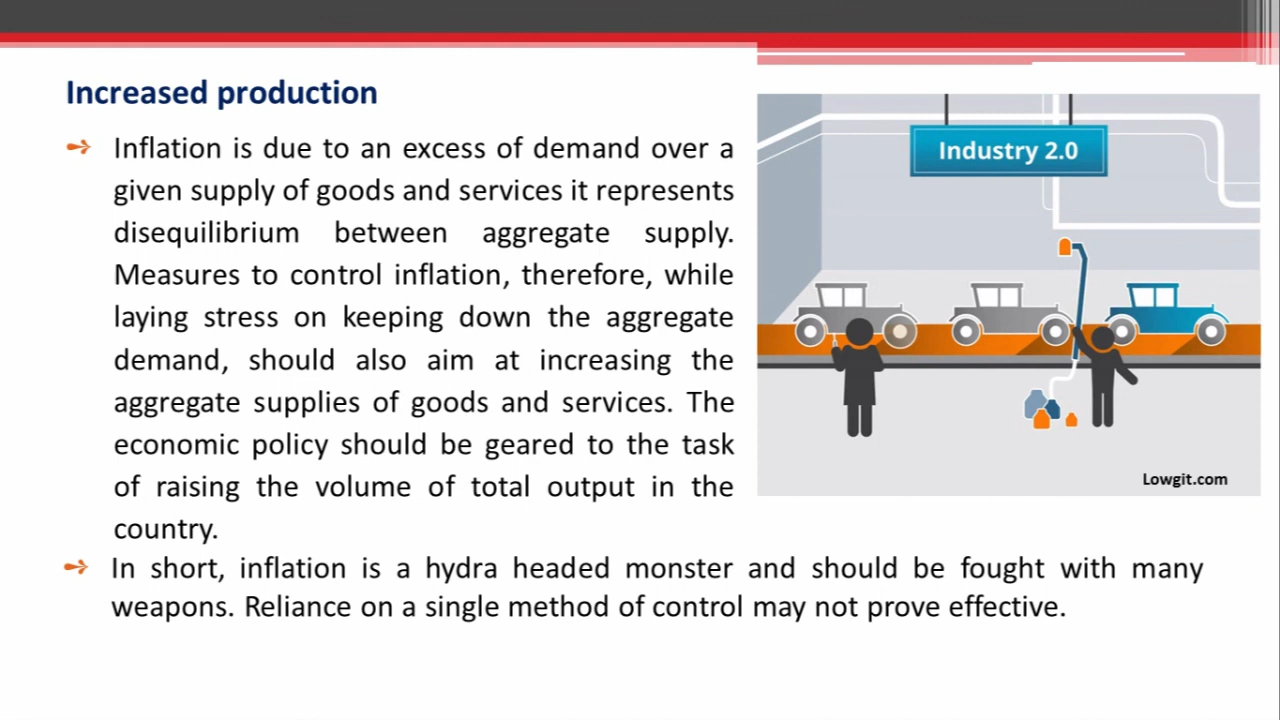 Increased production
Inflation is due to an excess of demand over a
given supply of goods and services it represents
disequilibrium between aggregate supply.
Measures to control inflation, therefore, while
laying stress on keeping down the aggregate
demand, should also aim at increasing the
aggregate supplies of goods and services. The
economic policy should be geared to the task
of raising the volume of total output in the
country.
In short, inflation is a hydra headed monster and should be fought with many
weapons. Reliance on a single method of control may not prove effective.
Industry 2.0
Lowgit.com